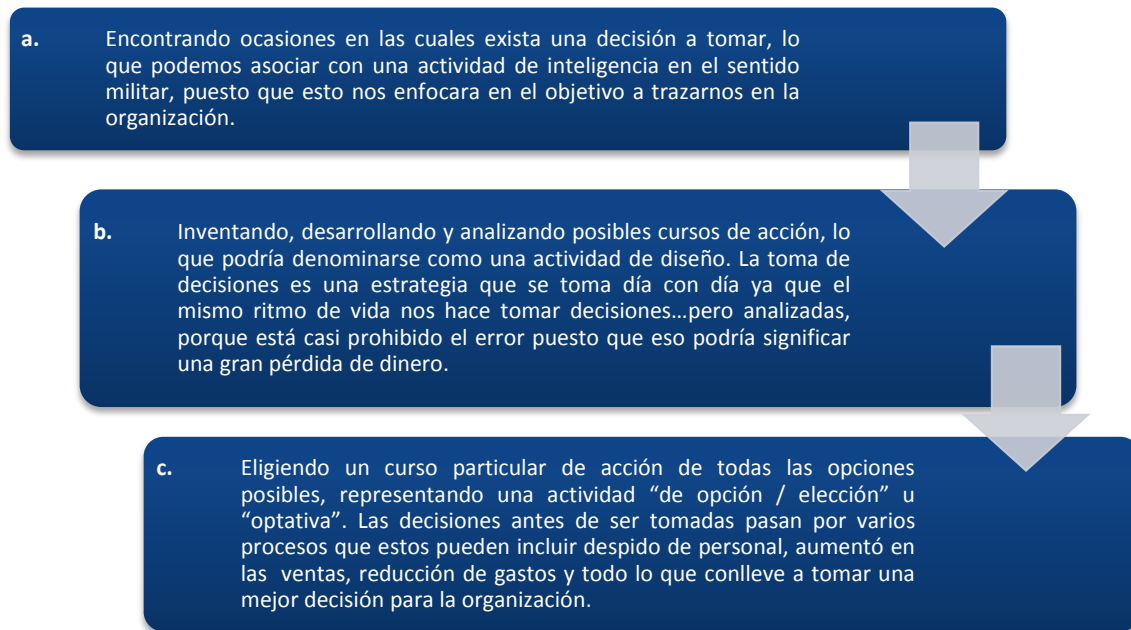 a. Encontrando ocasiones en las cuales exista una decisión a tomar, lo
que podemos asociar con una actividad de inteligencia en el sentido
militar, puesto que esto nos enfocara en el objetivo a trazarnos en la
organización.
b. Inventando, desarrollando y analizando posibles cursos de acción, lo
que podría denominarse como una actividad de diseño. La toma de
decisiones es una estrategia que se toma día con día ya que el
mismo ritmo de vida nos hace tomar decisiones…pero analizadas,
porque está casi prohibido el error puesto que eso podría significar
una gran pérdida de dinero.
c. Eligiendo un curso particular de acción de todas las opciones
posibles, representando una actividad “de opción / elección” u
“optativa”. Las decisiones antes de ser tomadas pasan por varios
procesos que estos pueden incluir despido de personal, aumentó en
las ventas, reducción de gastos y todo lo que conlleve a tomar una
mejor decisión para la organización.